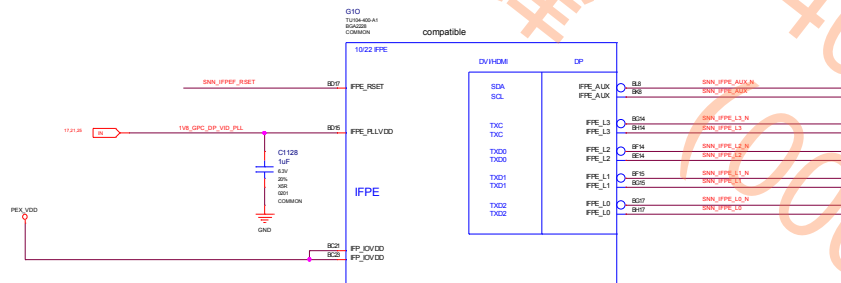 G1O
TU104-400-A1
BGA2228
COMMON
compatible
10/22 IFPE
DVI/HDMI DP
SNN_IFPEF_RSET BD17 IFPE_RSET
SDA IFPE_AUX BL8 SNN_IFPE_AUX_N
SCL IFPE_AUX BK8 SNN_IFPE_AUX
17,21,25 IN 1V8_GPC_DP_VID_PLL BD15 IFPE_PLLVDD
TXC IFPE_L3 BG14 SNN_IFPE_L3_N
TXC IFPE_L3 BH14 SNN_IFPE_L3
TXD0 IFPE_L2 BF14 SNN_IFPE_L2_N
TXD0 IFPE_L2 BE14 SNN_IFPE_L2
TXD1 IFPE_L1 BF15 SNN_IFPE_L1_N
TXD1 IFPE_L1 BG15 SNN_IFPE_L1
TXD2 IFPE_L0 BG17 SNN_IFPE_L0_N
TXD2 IFPE_L0 BH17 SNN_IFPE_L0
C1128
1uF
6.3V
20%
X5R
0201
COMMON
GND
IFPE
PEX_VDD
BC21 IFP_IOVDD
BC23 IFP_IOVDD